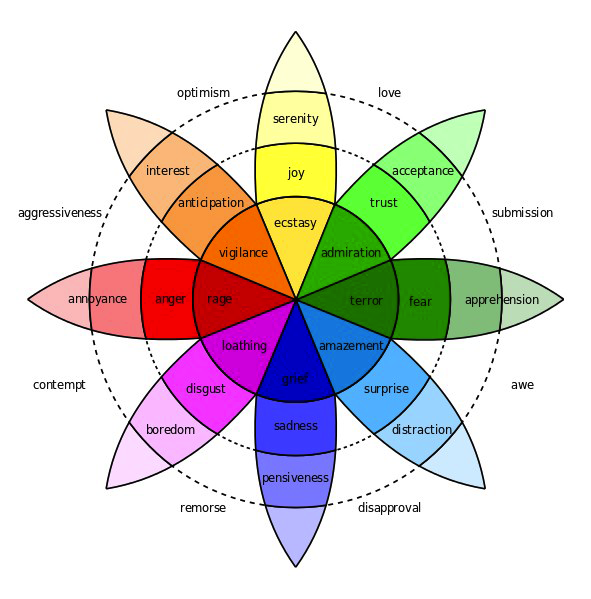 optimism
love
serenity
interest
acceptance
joy
anticipation
trust
aggressiveness
submission
ecstasy
vigilance
admiration
annoyance
anger
rage
terror
fear
apprehension
loathing
amazement
grief
contempt
awe
disgust
surprise
sadness
boredom
distraction
pensiveness
remorse
disapproval